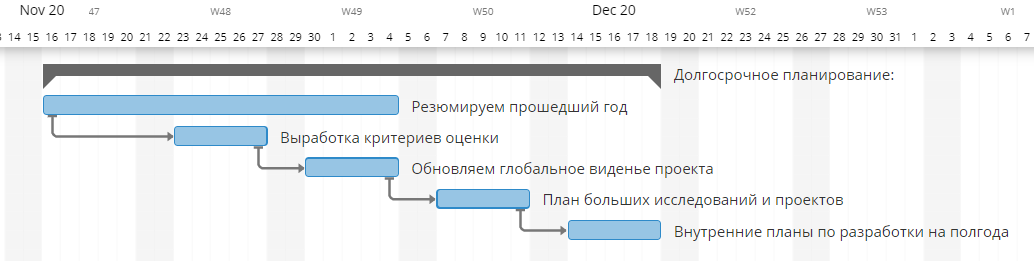 Nov 20 47 W48 W49 W50 Dec 20 W52 W53 W1
14 15 16 17 18 19 20 21 22 23 24 25 26 27 28 29 30 1 2 3 4 5 6 7 8 9 10 11 12 13 14 15 16 17 18 19 20 21 22 23 24 25 26 27 28 29 30 31 1 2 3 4 5 6 7
Долгосрочное планирование:
Резюмируем прошедший год
Выработка критериев оценки
Обновляем глобальное виденье проекта
План больших исследований и проектов
Внутренние планы по разработки на полгода